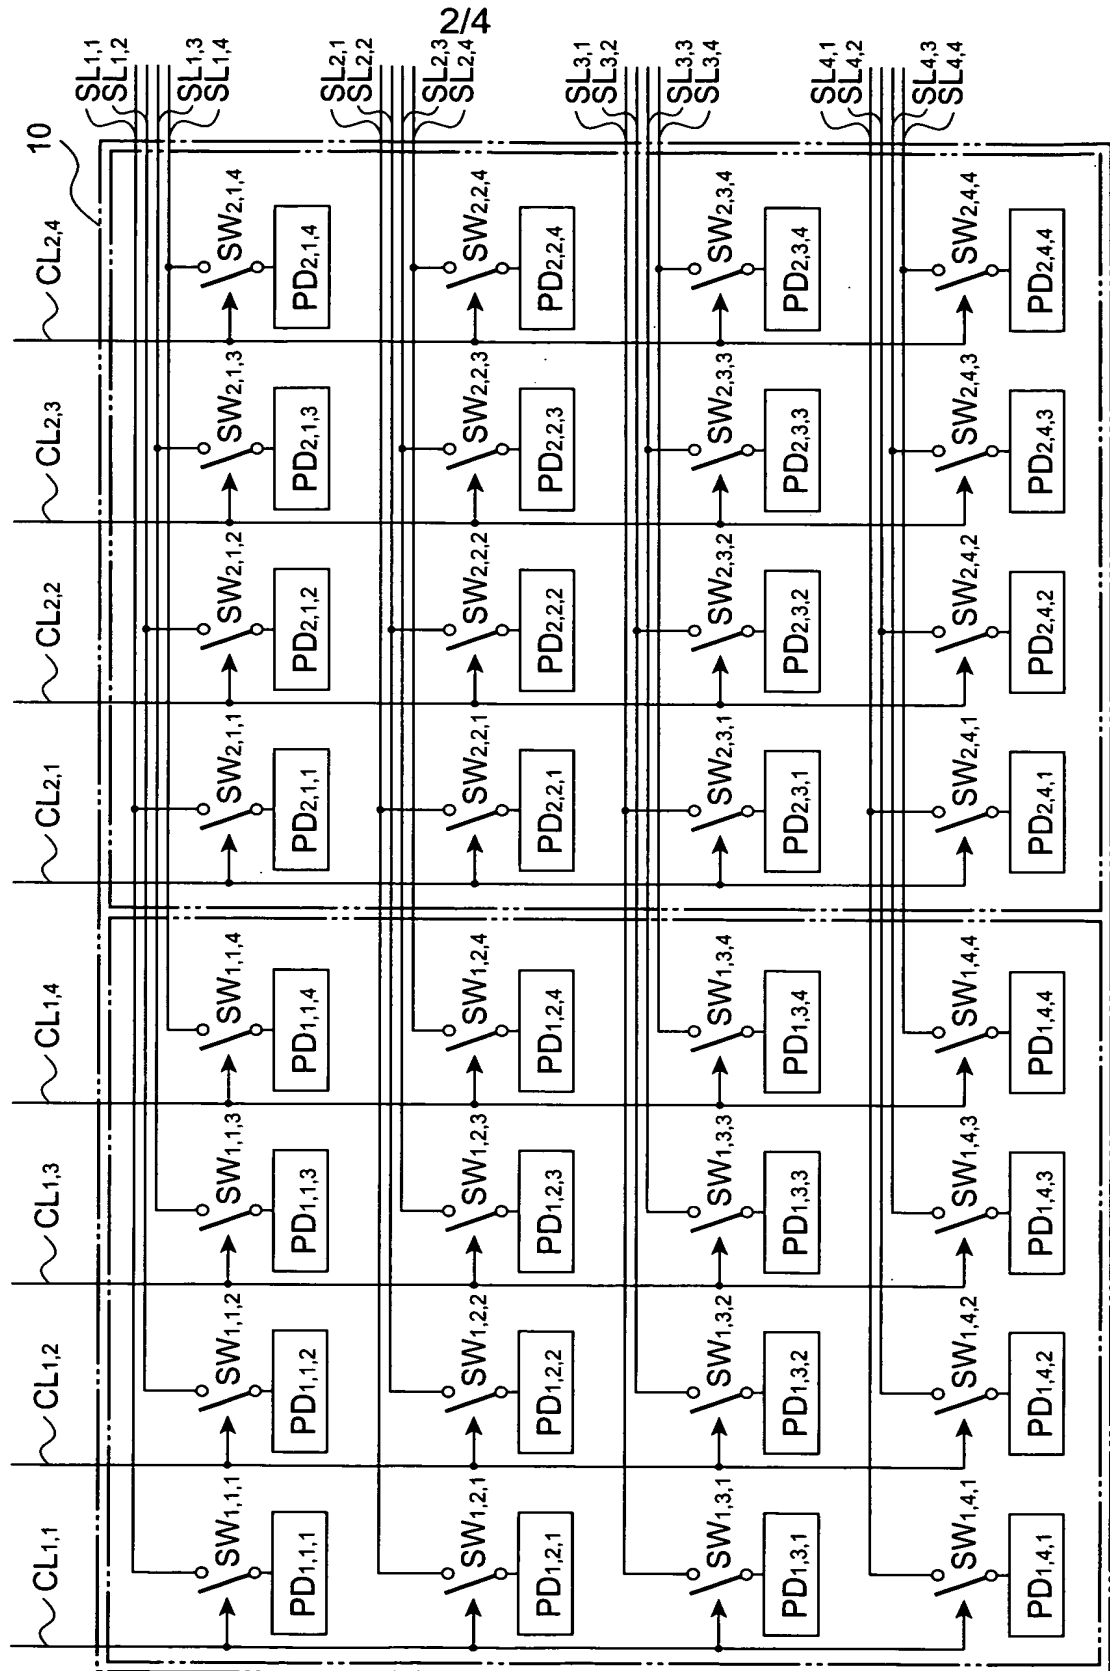 2/4
10
CL1,1
CL1,2
CL1,3
CL1,4
CL2,1
CL2,2
CL2,3
CL2,4
SL1,1
SL1,2
SL1,3
SL1,4
SW1,1,1
SW1,1,2
SW1,1,3
SW1,1,4
SW2,1,1
SW2,1,2
SW2,1,3
SW2,1,4
PD1,1,1
PD1,1,2
PD1,1,3
PD1,1,4
PD2,1,1
PD2,1,2
PD2,1,3
PD2,1,4
SL2,1
SL2,2
SL2,3
SL2,4
SW1,2,1
SW1,2,2
SW1,2,3
SW1,2,4
SW2,2,1
SW2,2,2
SW2,2,3
SW2,2,4
PD1,2,1
PD1,2,2
PD1,2,3
PD1,2,4
PD2,2,1
PD2,2,2
PD2,2,3
PD2,2,4
SL3,1
SL3,2
SL3,3
SL3,4
SW1,3,1
SW1,3,2
SW1,3,3
SW1,3,4
SW2,3,1
SW2,3,2
SW2,3,3
SW2,3,4
PD1,3,1
PD1,3,2
PD1,3,3
PD1,3,4
PD2,3,1
PD2,3,2
PD2,3,3
PD2,3,4
SL4,1
SL4,2
SL4,3
SL4,4
SW1,4,1
SW1,4,2
SW1,4,3
SW1,4,4
SW2,4,1
SW2,4,2
SW2,4,3
SW2,4,4
PD1,4,1
PD1,4,2
PD1,4,3
PD1,4,4
PD2,4,1
PD2,4,2
PD2,4,3
PD2,4,4